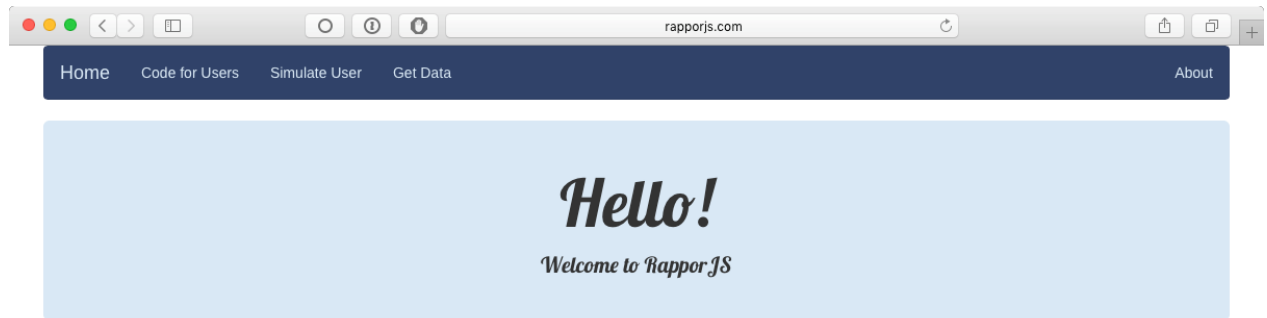 rapporjs.com
Home Code for Users Simulate User Get Data About
Hello!
Welcome to RapporJS